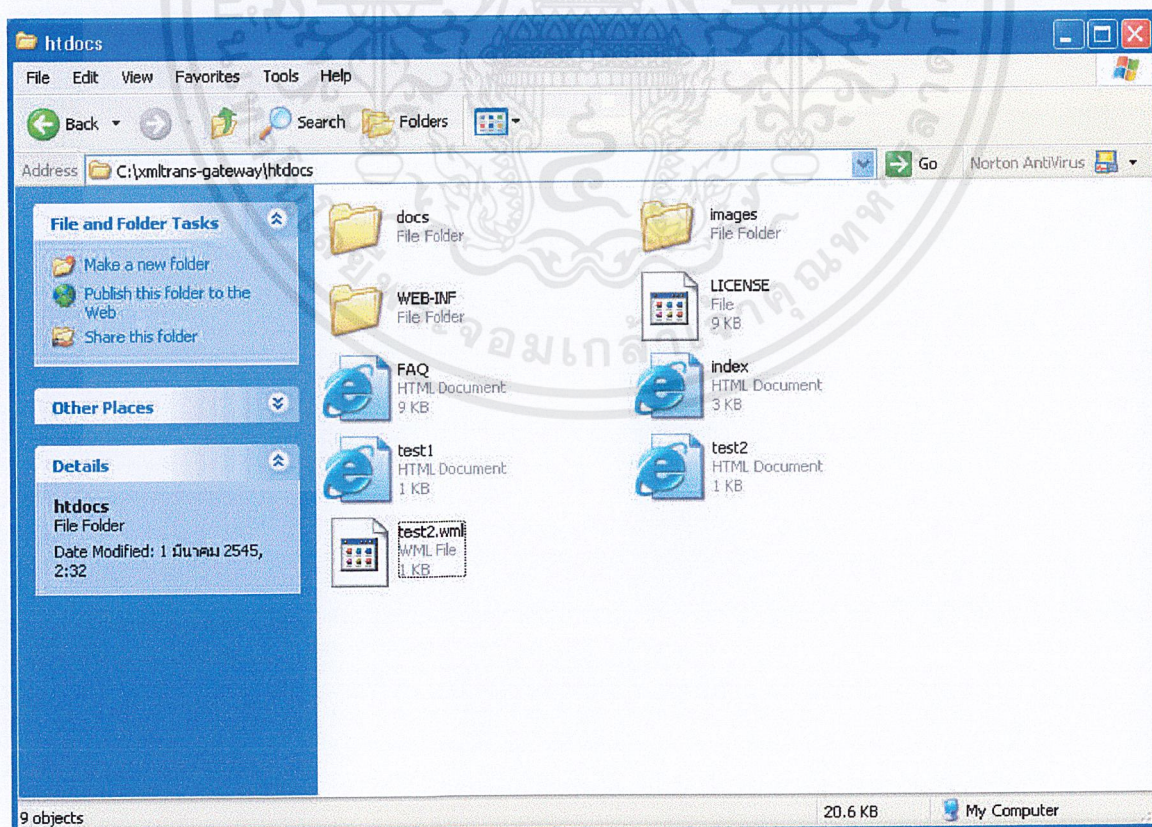 htdocs
File Edit View Favorites Tools Help
Back Search Folders
Address C:\xmltrans-gateway\htdocs Go Norton AntiVirus
File and Folder Tasks
Make a new folder
Publish this folder to the
Web
Share this folder
Other Places
Details
htdocs
File Folder
Date Modified: 1 มีนาคม 2545,
2:32
docs
File Folder
images
File Folder
WEB-INF
File Folder
LICENSE
File
9 KB
FAQ
HTML Document
9 KB
index
HTML Document
3 KB
test1
HTML Document
1 KB
test2
HTML Document
1 KB
test2.wml
WML File
1 KB
9 objects 20.6 KB My Computer